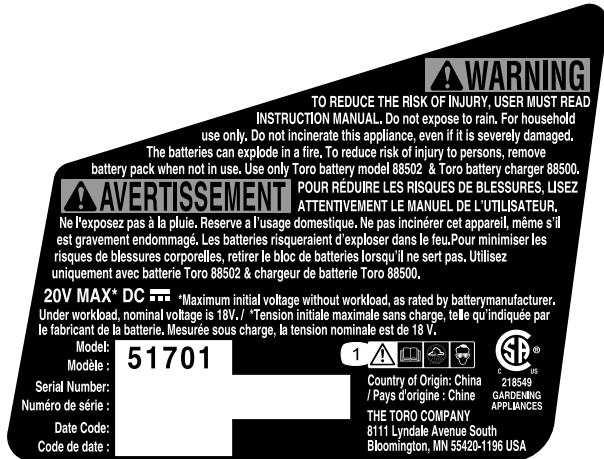 WARNING
TO REDUCE THE RISK OF INJURY, USER MUST READ
INSTRUCTION MANUAL. Do not expose to rain. For household
use only. Do not incinerate this appliance, even if it is severely damaged.
The batteries can explode in a fire. To reduce risk of injury to persons, remove
battery pack when not in use. Use only Toro battery model 88502 & Toro battery charger 88500.
AVERTISSEMENT
POUR RÉDUIRE LES RISQUES DE BLESSURES, LISEZ
ATTENTIVEMENT LE MANUEL DE L'UTILISATEUR.
Ne l'exposez pas à la pluie. Reserve a l'usage domestique. Ne pas incinérer cet appareil, même s'il
est gravement endommagé. Les batteries risqueraient d'exploser dans le feu.Pour minimiser les
risques de blessures corporelles, retirer le bloc de batteries lorsqu'il ne sert pas. Utilisez
uniquement avec batterie Toro 88502 & chargeur de batterie Toro 88500.
20V MAX* DC *Maximum initial voltage without workload, as rated by batterymanufacturer.
Under workload, nominal voltage is 18V. / *Tension initiale maximale sans charge, telle qu'indiquée par
le fabricant de la batterie. Mesurée sous charge, la tension nominale est de 18 V.
Model:
Modèle :
51701
Serial Number:
Numéro de série :
Date Code:
Code de date :
1
Country of Origin: China
/ Pays d'origine : Chine
THE TORO COMPANY
8111 Lyndale Avenue South
Bloomington, MN 55420-1196 USA
SA ®
C US
218549
GARDENING
APPLIANCES